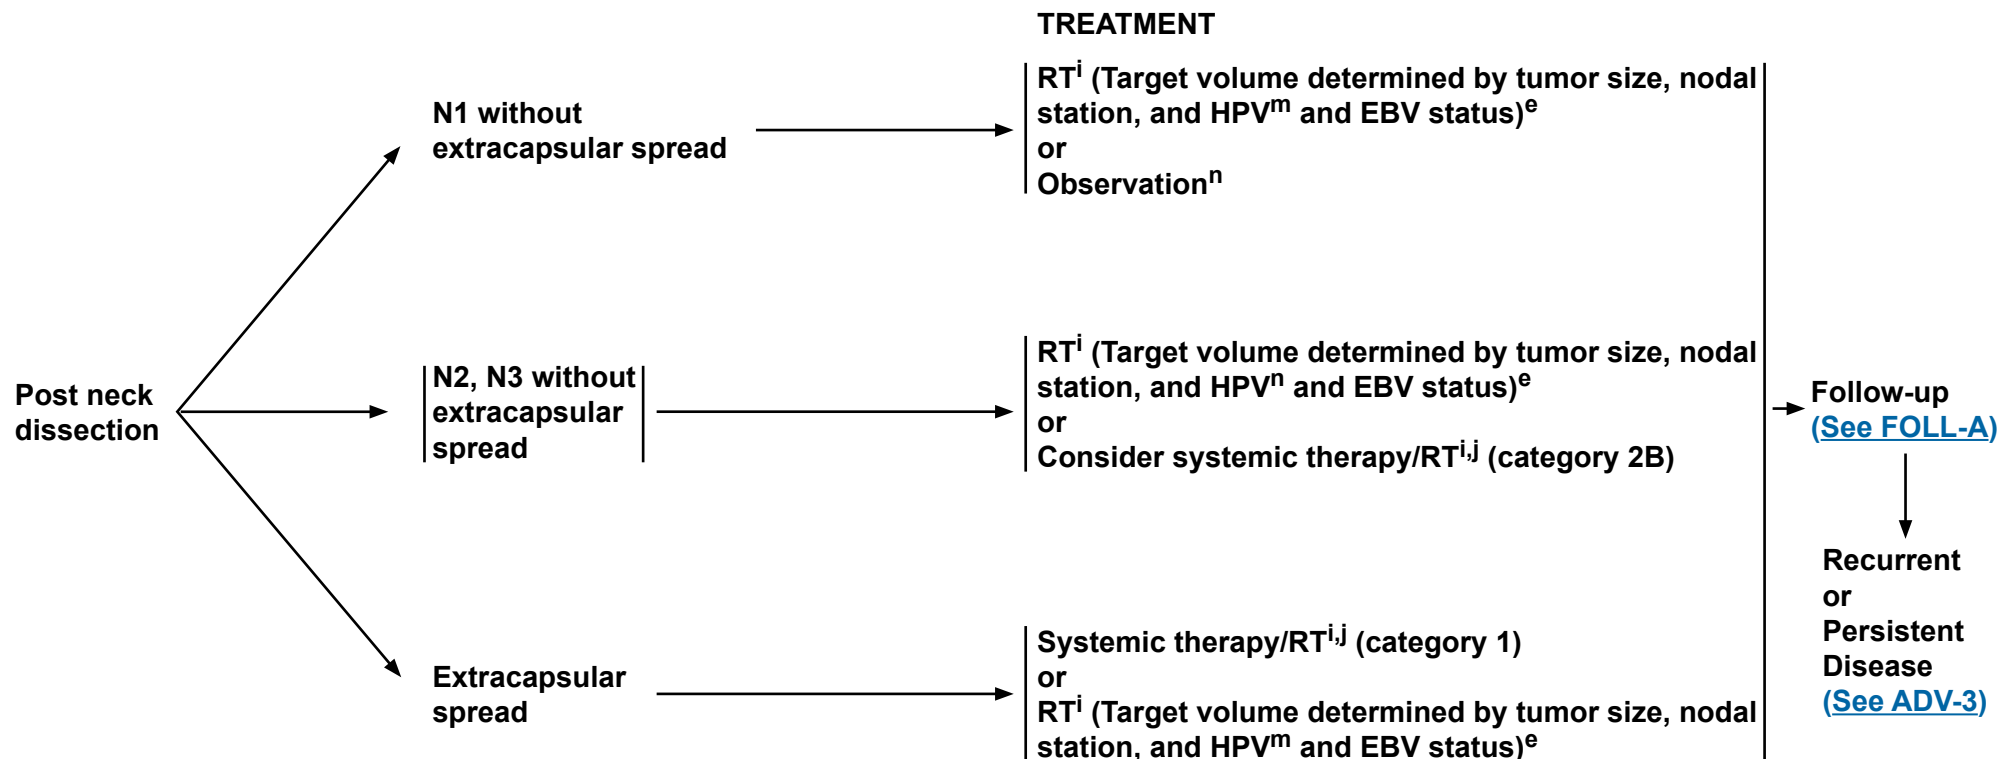 TREATMENT
Post neck
dissection
N1 without
extracapsular spread
RTⁱ (Target volume determined by tumor size, nodal
station, and HPVᵐ and EBV status)ᵉ
or
Observationⁿ
N2, N3 without
extracapsular
spread
RTⁱ (Target volume determined by tumor size, nodal
station, and HPVⁿ and EBV status)ᵉ
or
Consider systemic therapy/RTⁱ,ʲ (category 2B)
Extracapsular
spread
Systemic therapy/RTⁱ,ʲ (category 1)
or
RTⁱ (Target volume determined by tumor size, nodal
station, and HPVᵐ and EBV status)ᵉ
Follow-up
(See FOLL-A)
Recurrent
or
Persistent
Disease
(See ADV-3)